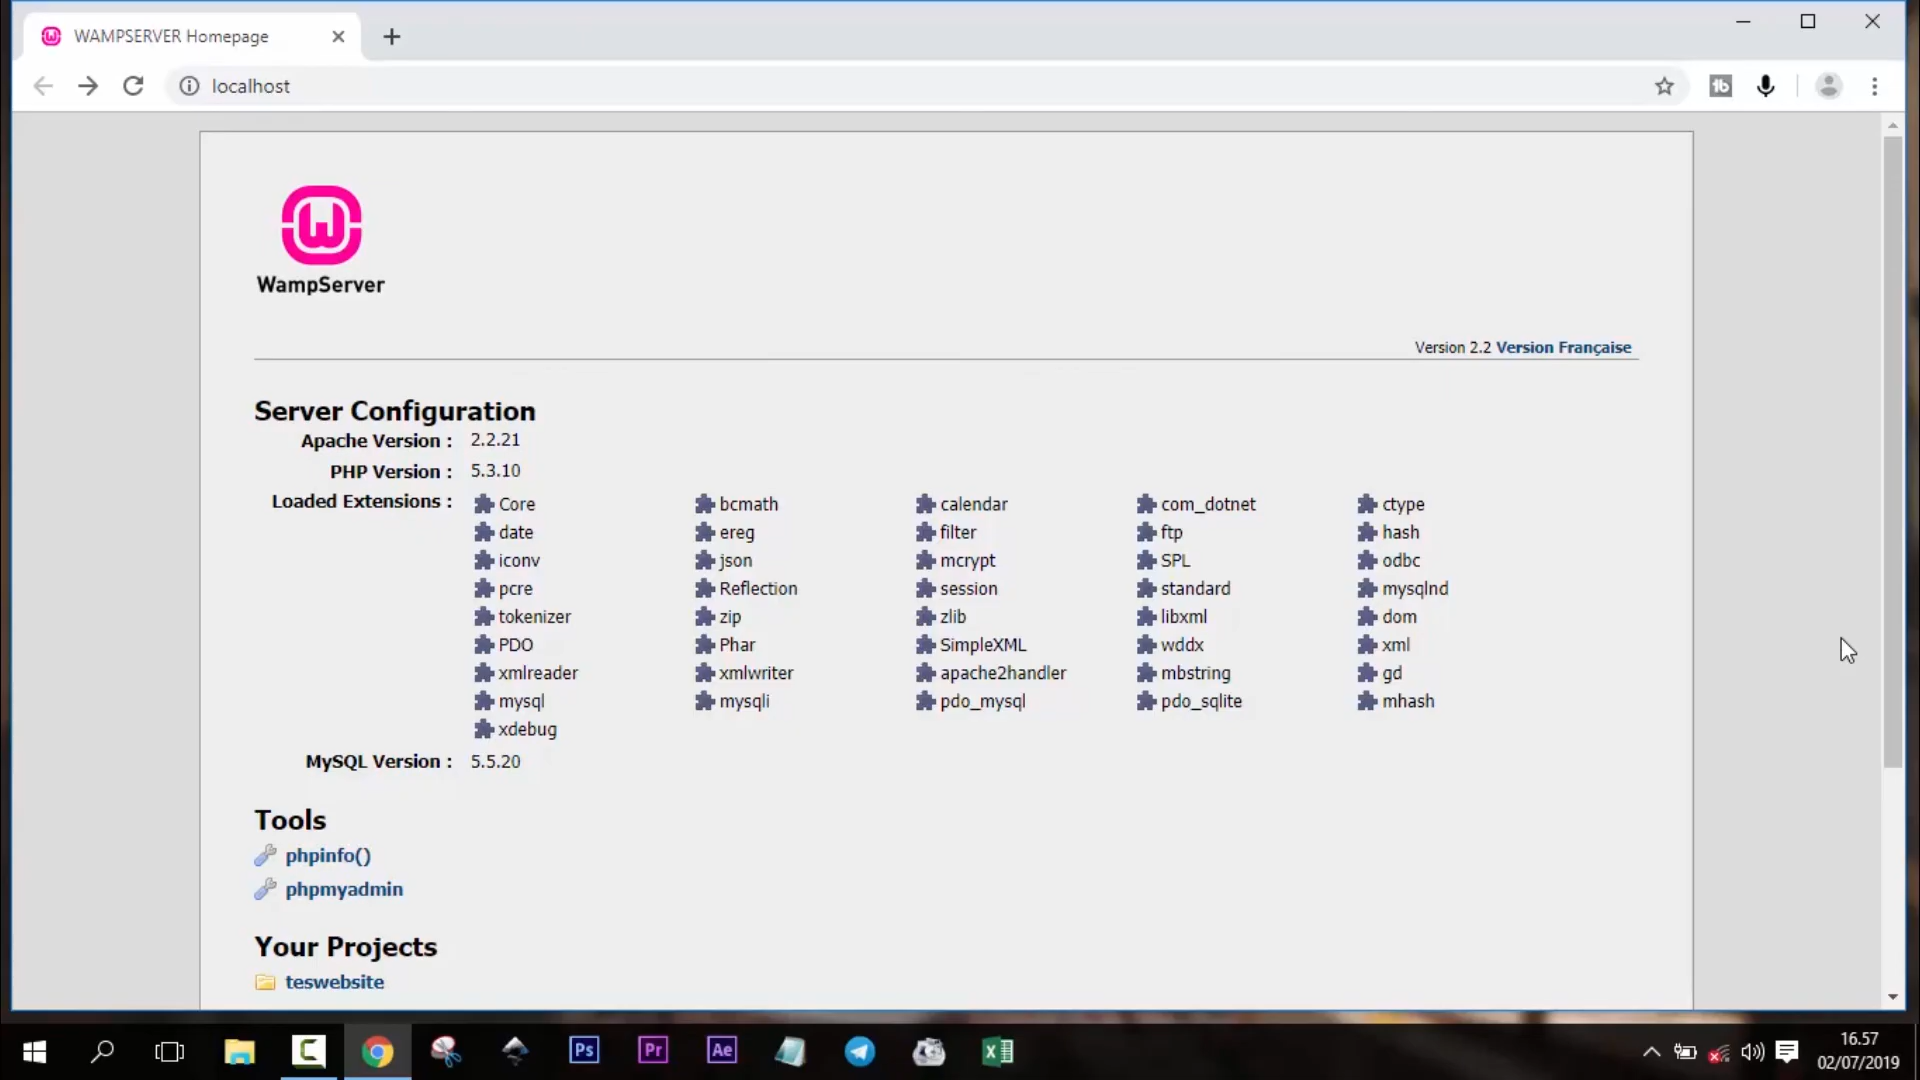 WAMPSERVER Homepage
localhost
WampServer
Version 2.2 Version Française
Server Configuration
Apache Version : 2.2.21
PHP Version : 5.3.10
Loaded Extensions : Core bcmath calendar com_dotnet ctype
date ereg filter ftp hash
iconv json mcrypt SPL odbc
pcre Reflection session standard mysqlnd
tokenizer zip zlib libxml dom
PDO Phar SimpleXML wddx xml
xmlreader xmlwriter apache2handler mbstring gd
mysql mysqli pdo_mysql pdo_sqlite mhash
xdebug
MySQL Version : 5.5.20
Tools
phpinfo()
phpmyadmin
Your Projects
teswebsite
Ps Pr Ae
16.57
02/07/2019